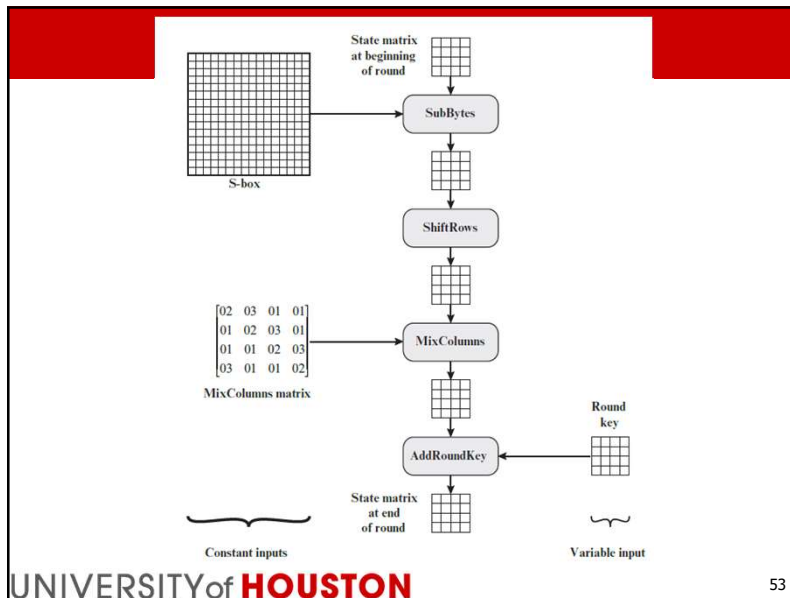 State matrix
at beginning
of round
SubBytes
S-box
ShiftRows
02 03 01 01
01 02 03 01
01 01 02 03
03 01 01 02
MixColumns matrix
MixColumns
Round
key
AddRoundKey
State matrix
at end
of round
Constant inputs
Variable input
UNIVERSITY of HOUSTON
53